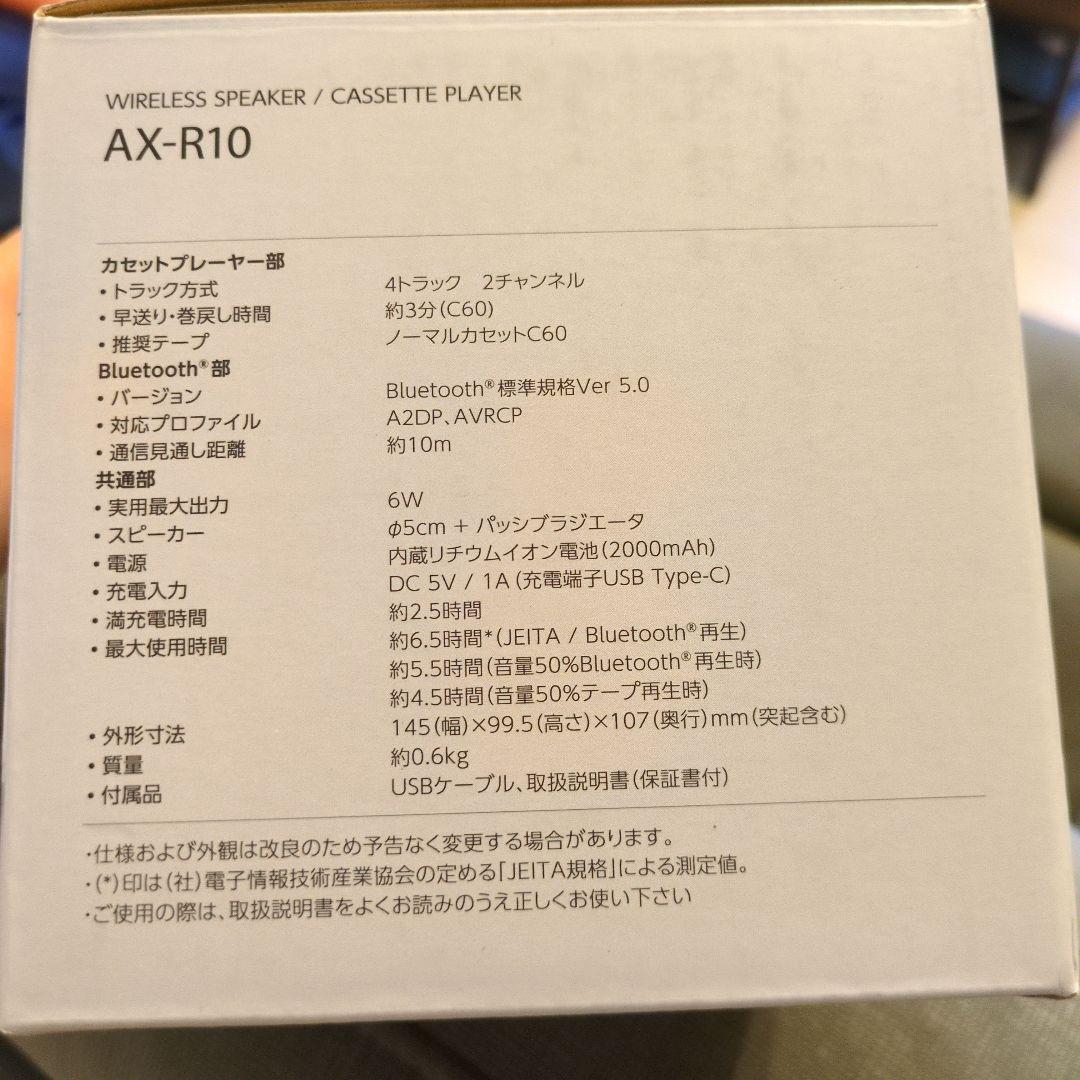 WIRELESS SPEAKER / CASSETTE PLAYER
AX-R10
カセットプレーヤー部
・トラック方式 4トラック 2チャンネル
・早送り・巻戻し時間 約3分(C60)
・推奨テープ ノーマルカセットC60
Bluetooth®部
・バージョン Bluetooth®標準規格Ver 5.0
・対応プロファイル A2DP、AVRCP
・通信見通し距離 約10m
共通部
・実用最大出力 6W
・スピーカー φ5cm + パッシブラジエータ
・電源 内蔵リチウムイオン電池(2000mAh)
・充電入力 DC 5V / 1A(充電端子USB Type-C)
・満充電時間 約2.5時間
・最大使用時間 約6.5時間*(JEITA / Bluetooth®再生)
約5.5時間(音量50%Bluetooth®再生時)
約4.5時間(音量50%テープ再生時)
・外形寸法 145(幅)×99.5(高さ)×107(奥行)mm(突起含む)
・質量 約0.6kg
・付属品 USBケーブル、取扱説明書(保証書付)
・仕様および外観は改良のため予告なく変更する場合があります。
・(*)印は(社)電子情報技術産業協会の定める「JEITA規格」による測定値。
・ご使用の際は、取扱説明書をよくお読みのうえ正しくお使い下さい